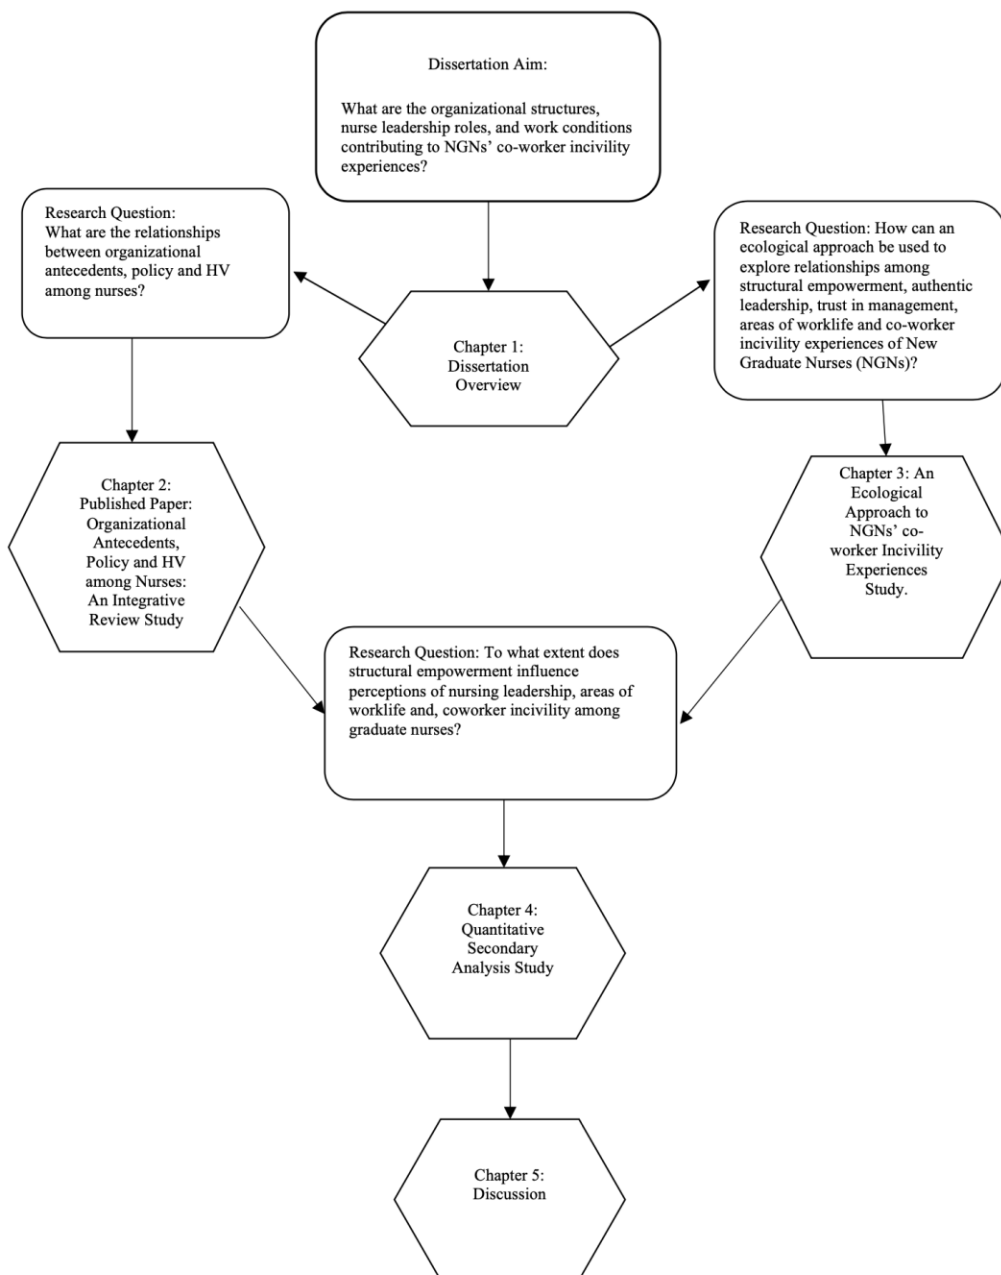 Dissertation Aim:
What are the organizational structures,
nurse leadership roles, and work conditions
contributing to NGNs’ co-worker incivility
experiences?
Research Question:
What are the relationships
between organizational
antecedents, policy and HV
among nurses?
Research Question: How can an
ecological approach be used to
explore relationships among
structural empowerment, authentic
leadership, trust in management,
areas of worklife and co-worker
incivility experiences of New
Graduate Nurses (NGNs)?
Chapter 1:
Dissertation
Overview
Chapter 2:
Published Paper:
Organizational
Antecedents,
Policy and HV
among Nurses:
An Integrative
Review Study
Chapter 3: An
Ecological
Approach to
NGNs’ co-
worker Incivility
Experiences
Study.
Research Question: To what extent does
structural empowerment influence
perceptions of nursing leadership, areas of
worklife and, coworker incivility among
graduate nurses?
Chapter 4:
Quantitative
Secondary
Analysis Study
Chapter 5:
Discussion